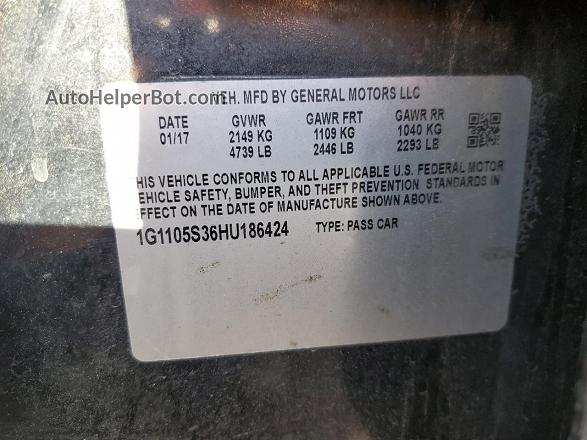 AutoHelperBot.com
VEH. MFD BY GENERAL MOTORS LLC
DATE GVWR GAWR FRT GAWR RR
01/17 2149 KG 1109 KG 1040 KG
4739 LB 2446 LB 2293 LB
HIS VEHICLE CONFORMS TO ALL APPLICABLE U.S. FEDERAL MOTOR
EHICLE SAFETY, BUMPER, AND THEFT PREVENTION STANDARDS IN
EFFECT ON THE DATE OF MANUFACTURE SHOWN ABOVE.
1G1105S36HU186424 TYPE: PASS CAR